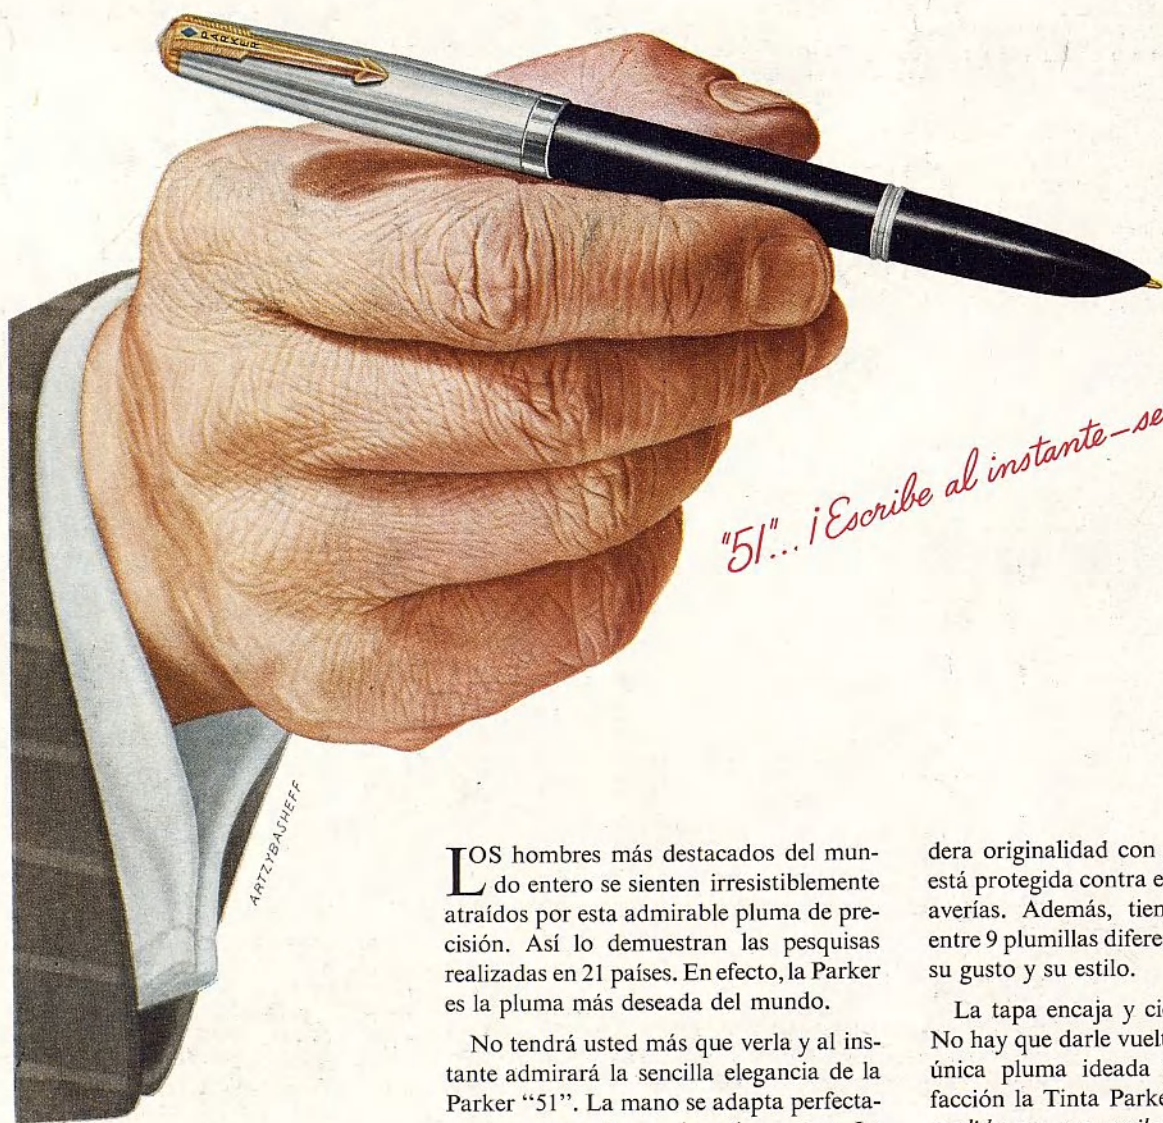 PARKER
"51"... ¡Escribe al instante—se
ARTZYBASHEFF
LOS hombres más destacados del mun-
do entero se sienten irresistiblemente
atraídos por esta admirable pluma de pre-
cisión. Así lo demuestran las pesquisas
realizadas en 21 países. En efecto, la Parker
es la pluma más deseada del mundo.
No tendrá usted más que verla y al ins-
tante admirará la sencilla elegancia de la
Parker “51”. La mano se adapta perfecta-
dera originalidad con
está protegida contra e
averías. Además, tien
entre 9 plumillas difere
su gusto y su estilo.
La tapa encaja y cie
No hay que darle vuelt
única pluma ideada
facción la Tinta Parke